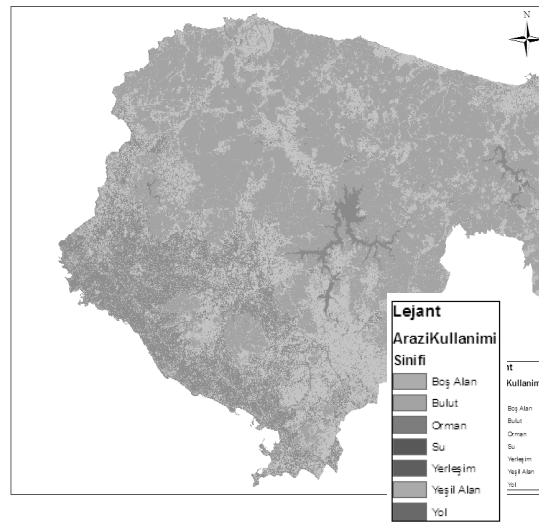 N
Lejant
AraziKullanimi
Sinifi
Boş Alan
Bulut
Orman
Su
Yerleşim
Yeşil Alan
Yol
nt
Kullanim
Boş Alan
Bulut
Orman
Su
Yerleşim
Yeşil Alan
Yol